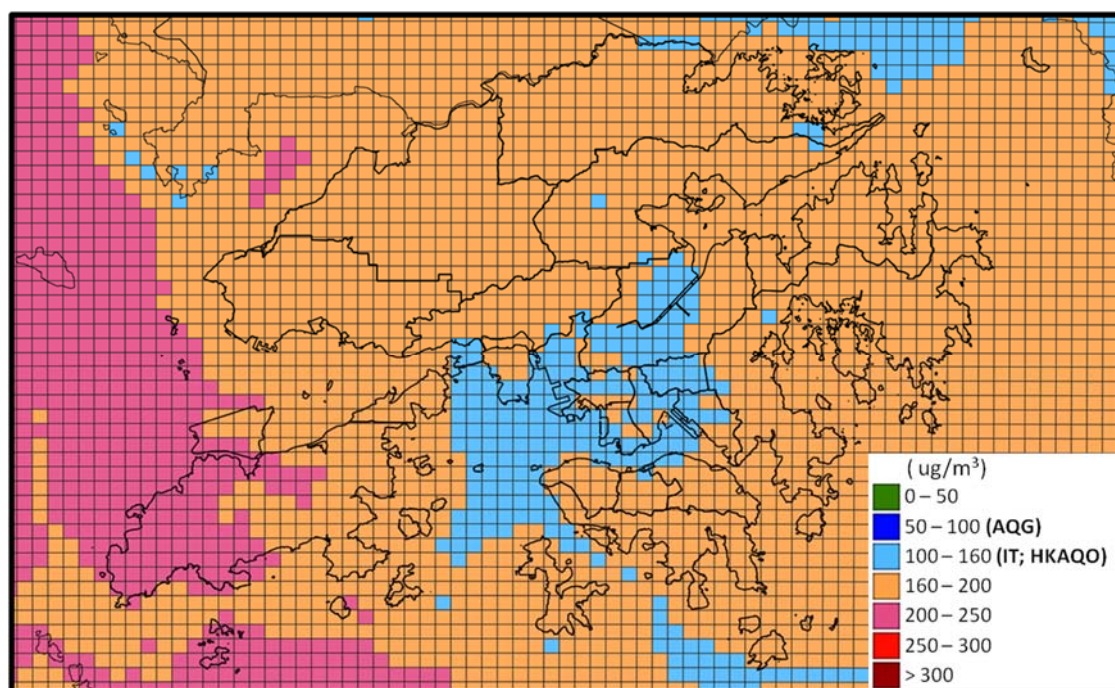 ( ug/m³)
0 – 50
50 – 100 (AQG)
100 – 160 (IT; HKAQO)
160 – 200
200 – 250
250 – 300
> 300